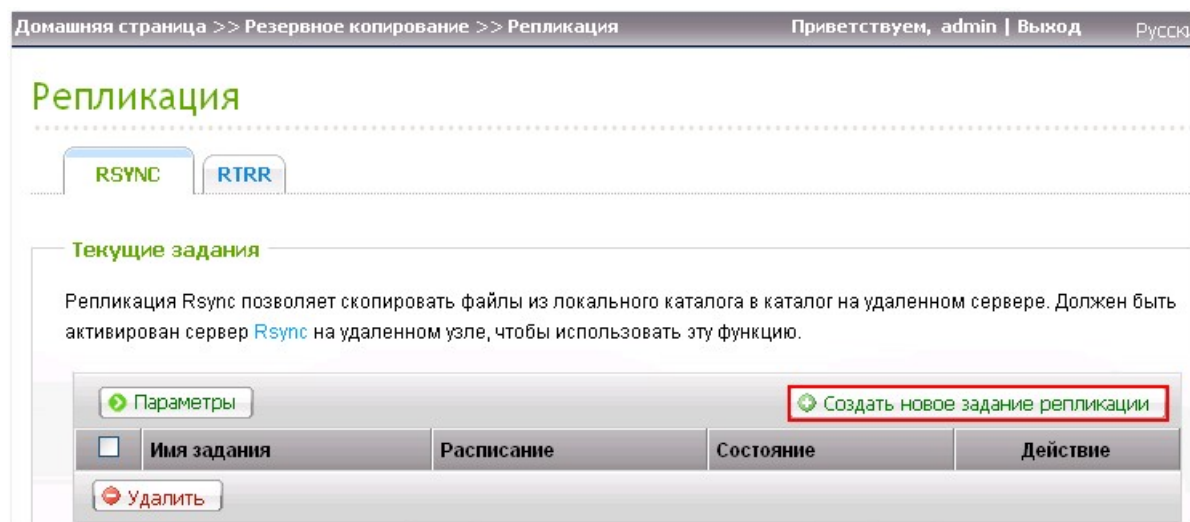 Домашняя страница >> Резервное копирование >> Репликация Приветствуем, admin | Выход
Репликация
RSYNC RTRR
Текущие задания
Репликация Rsync позволяет скопировать файлы из локального каталога в каталог на удаленном сервере. Должен быть
активирован сервер Rsync на удаленном узле, чтобы использовать эту функцию.
Параметры Создать новое задание репликации
Имя задания Расписание Состояние Действие
Удалить